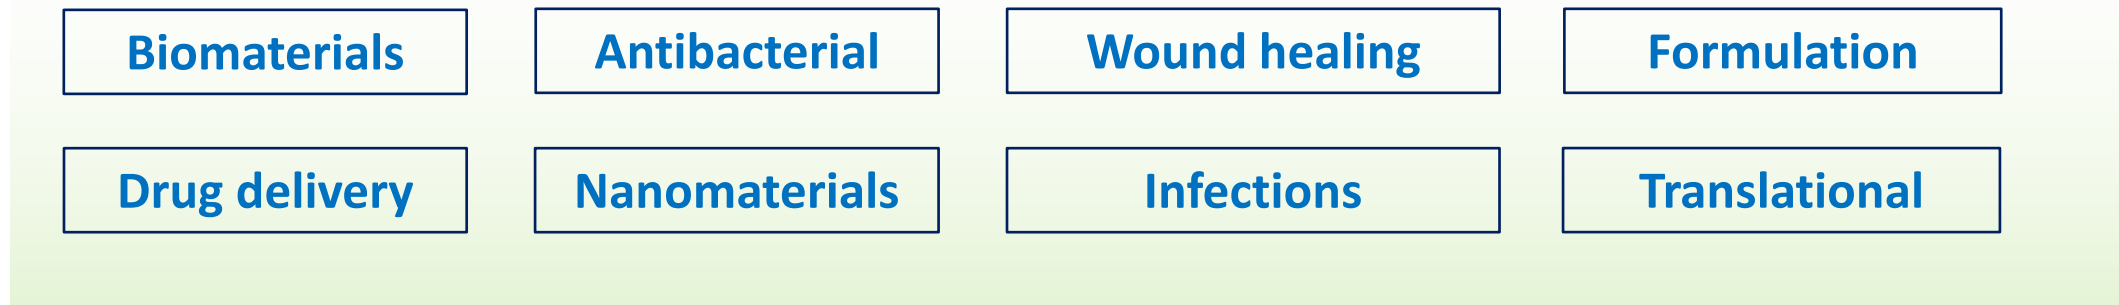 Biomaterials
Antibacterial
Wound healing
Formulation
Drug delivery
Nanomaterials
Infections
Translational